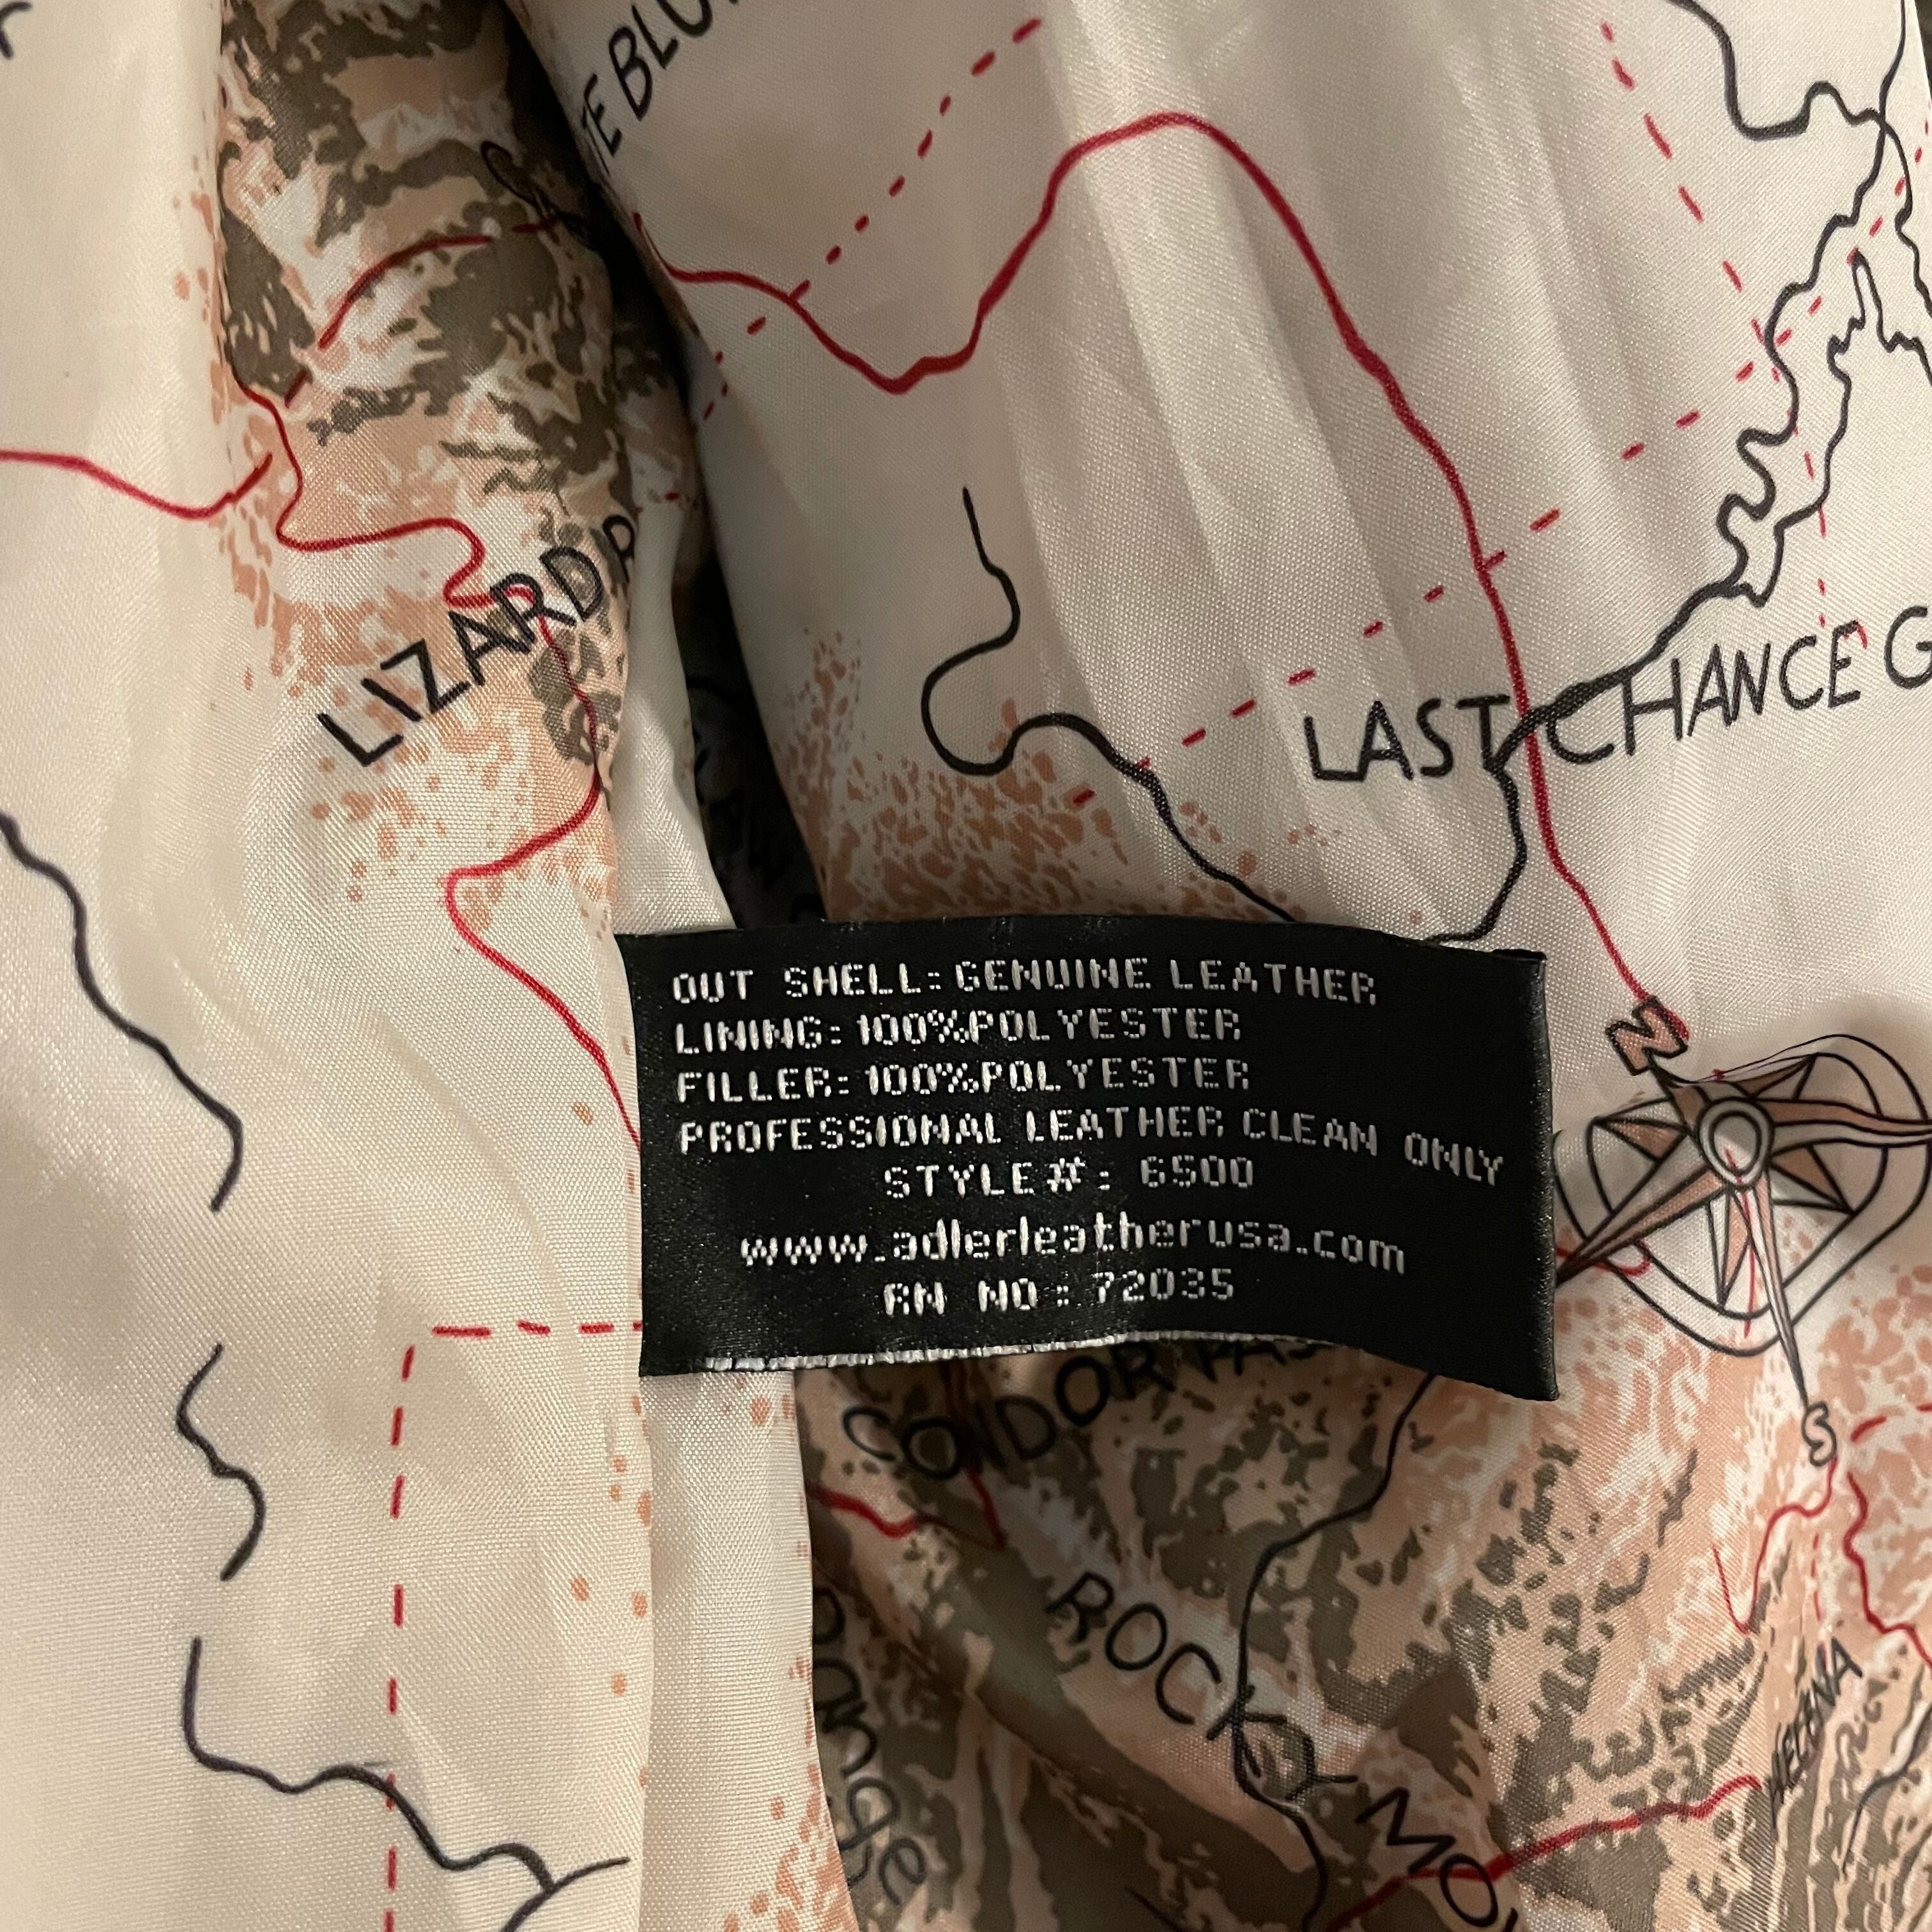 LIZARD
LAST CHANCE G
OUT SHELL: GENUINE LEATHER
LINING: 100%POLYESTER
FILLER: 100%POLYESTER
PROFESSIONAL LEATHER CLEAN ONLY
STYLE#: 6500
www.adlerleatherusa.com
RN NO: 72035
N
S
CONDOR PAS
ROCKY MO
HELENA